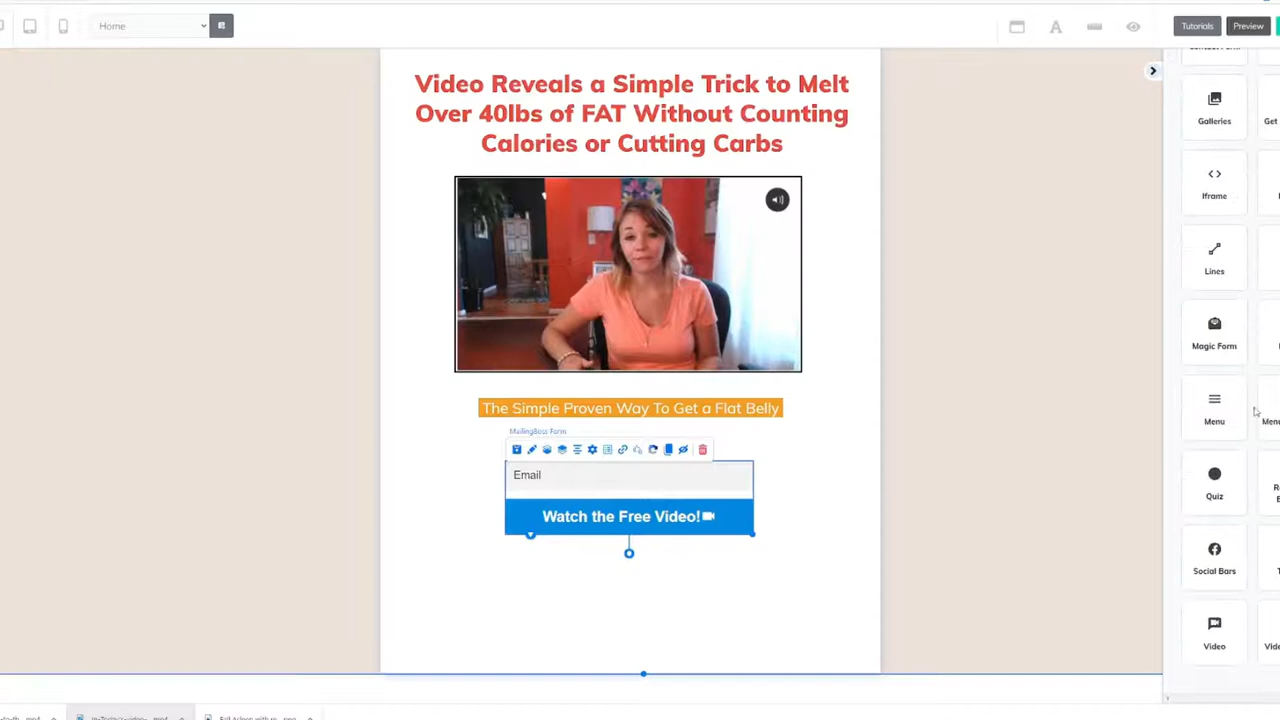 Home
Tutorials
Preview
Video Reveals a Simple Trick to Melt
Over 40lbs of FAT Without Counting
Calories or Cutting Carbs
The Simple Proven Way To Get a Flat Belly
MailingBoss Form
Email
Watch the Free Video!
Galleries
Get
Iframe
Lines
Magic Form
Menu
Menu
Quiz
Social Bars
Video